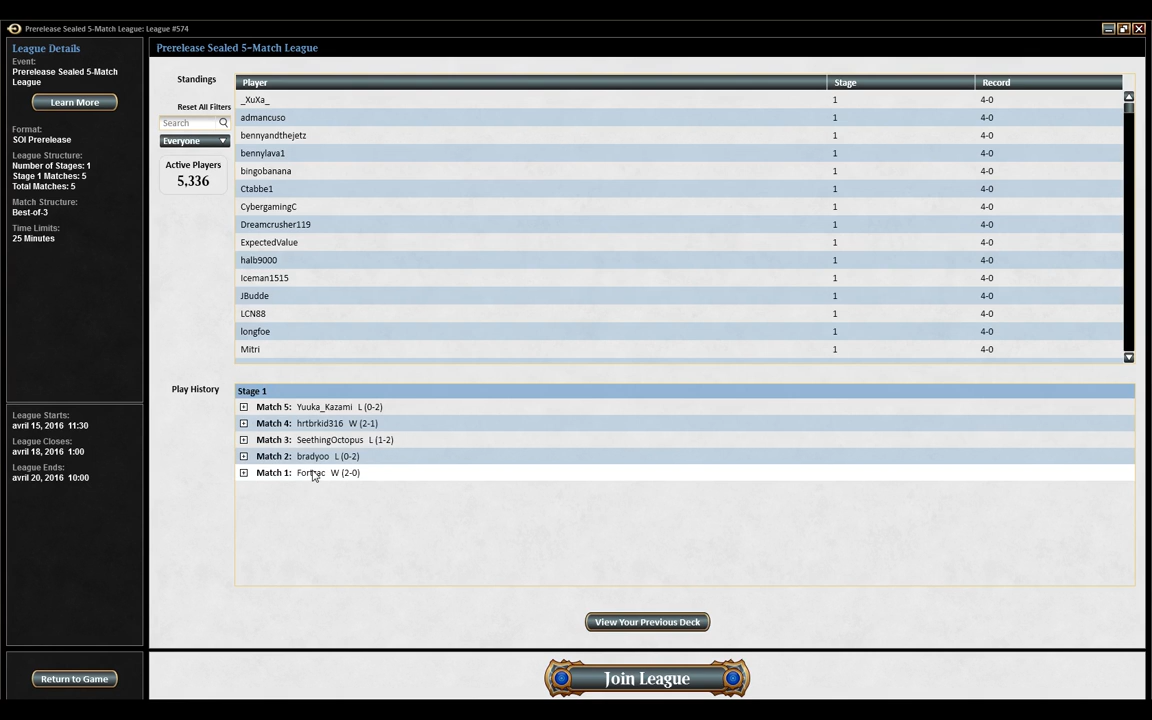 Prerelease Sealed 5-Match League: League #574
League Details
Event:
Prerelease Sealed 5-Match
League
Learn More
Format:
SOI Prerelease
League Structure:
Number of Stages: 1
Stage 1 Matches: 5
Total Matches: 5
Match Structure:
Best-of-3
Time Limits:
25 Minutes
League Starts:
avril 15, 2016 11:30
League Closes:
avril 18, 2016 1:00
League Ends:
avril 20, 2016 10:00
Return to Game
Prerelease Sealed 5-Match League
Standings
Reset All Filters
Search
Everyone
Active Players
5,336
Player Stage Record
_XuXa_ 1 4-0
admancuso 1 4-0
bennyandthejetz 1 4-0
bennylava1 1 4-0
bingobanana 1 4-0
Ctabbe1 1 4-0
CybergamingC 1 4-0
Dreamcrusher119 1 4-0
ExpectedValue 1 4-0
halb9000 1 4-0
Iceman1515 1 4-0
JBudde 1 4-0
LCN88 1 4-0
longfoe 1 4-0
Mitri 1 4-0
Play History
Stage 1
Match 5: Yuuka_Kazami L (0-2)
Match 4: hrtbrkid316 W (2-1)
Match 3: SeethingOctopus L (1-2)
Match 2: bradyoo L (0-2)
Match 1: W (2-0)
View Your Previous Deck
Join League